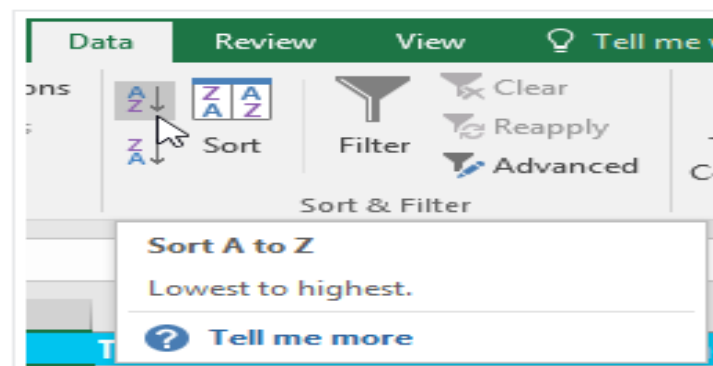 Data Review View Tell me
ons Clear
Reapply
Sort Filter
Advanced
Sort & Filter
Sort A to Z
Lowest to highest.
Tell me more